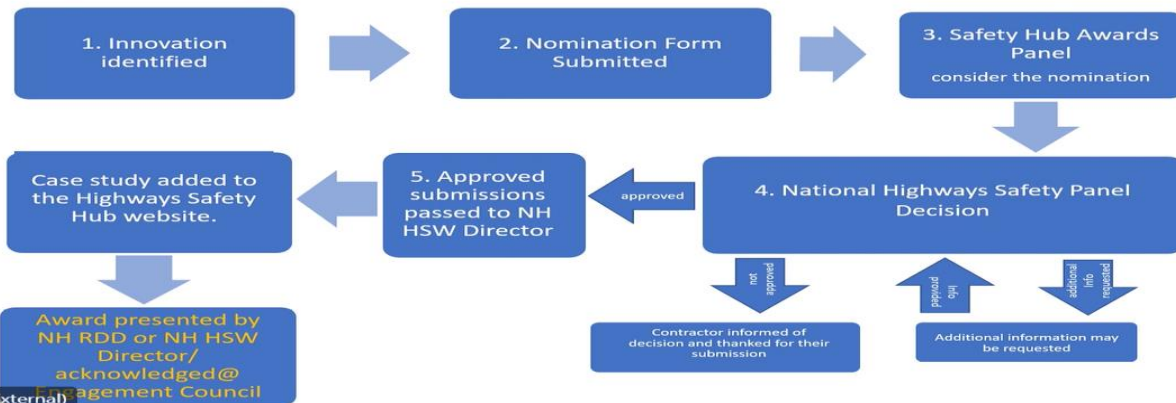 1. Innovation
identified
2. Nomination Form
Submitted
3. Safety Hub Awards
Panel
consider the nomination
4. National Highways Safety Panel
Decision
approved
5. Approved
submissions
passed to NH
HSW Director
Case study added to
the Highways Safety
Hub website.
Award presented by
NH RDD or NH HSW
Director/
acknowledged@
Engagement Council
not
approved
Contractor informed of
decision and thanked for their
submission
Info
provided
additional
Info
requested
Additional information may
be requested
xternal)